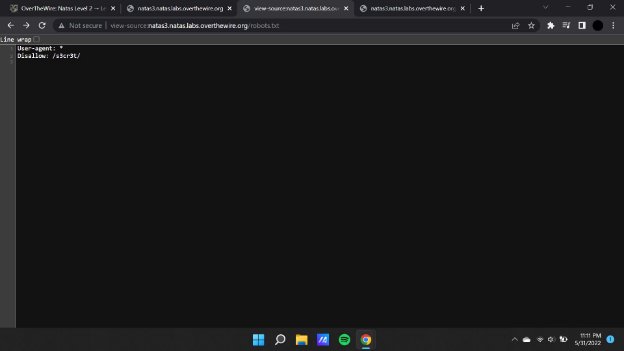 OverTheWire: Natas Level 2 → Le
natas3.natas.labs.overthewire.org
view-source:natas3.natas.labs.ov
natas3.natas.labs.overthewire.org
Not secure | view-source:natas3.natas.labs.overthewire.org/robots.txt
Line wrap
1 User-agent: *
2 Disallow: /s3cr3t/
3
11:11 PM
5/31/2022